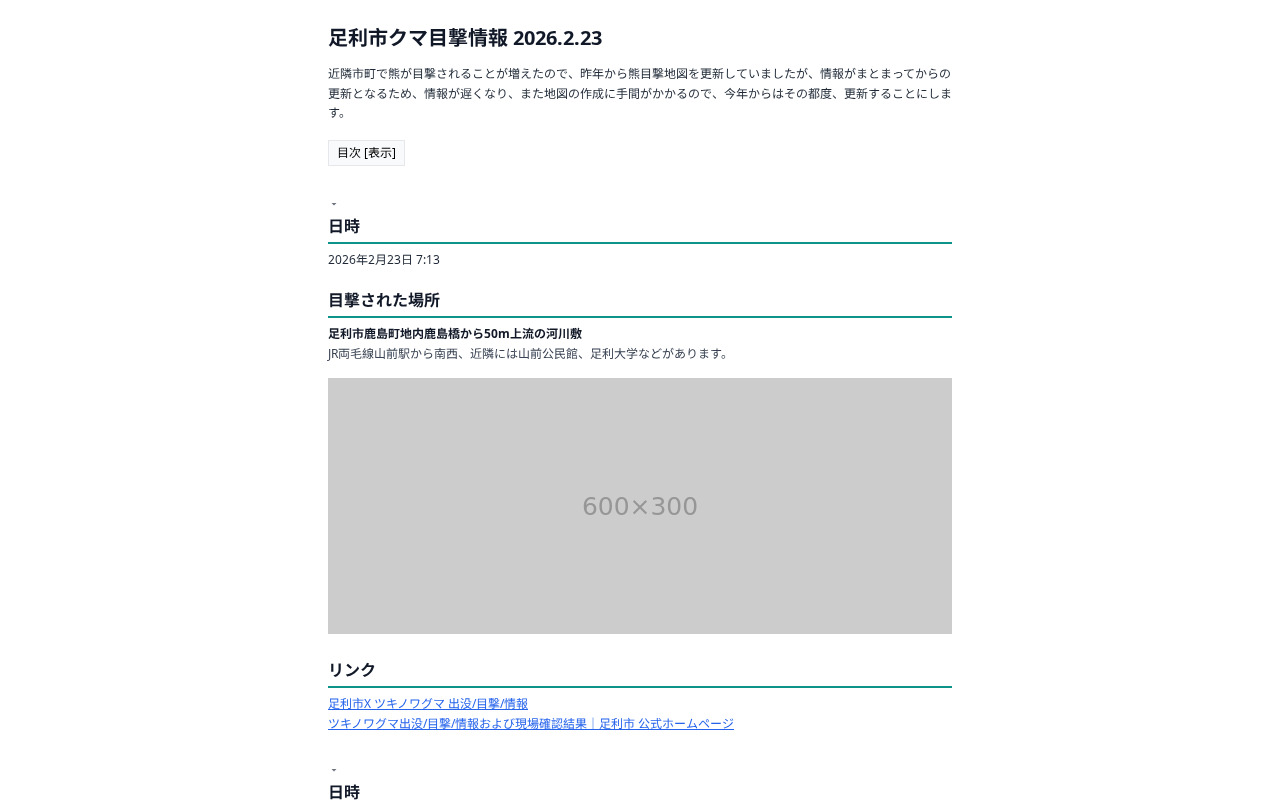 足利市クマ目撃情報 2026.2.23
近隣市町で熊が目撃されることが増えたので、昨年から熊目撃地図を更新していましたが、情報がまとまってからの
更新となるため、情報が遅くなり、また地図の作成に手間がかかるので、今年からはその都度、更新することにしま
す。
目次 [表示]
日時
2026年2月23日 7:13
目撃された場所
足利市鹿島町地内鹿島橋から50m上流の河川敷
JR両毛線山前駅から南西、近隣には山前公民館、足利大学などがあります。
600×300
リンク
足利市X ツキノワグマ 出没/目撃/情報
ツキノワグマ出没/目撃/情報および現場確認結果｜足利市 公式ホームページ
日時